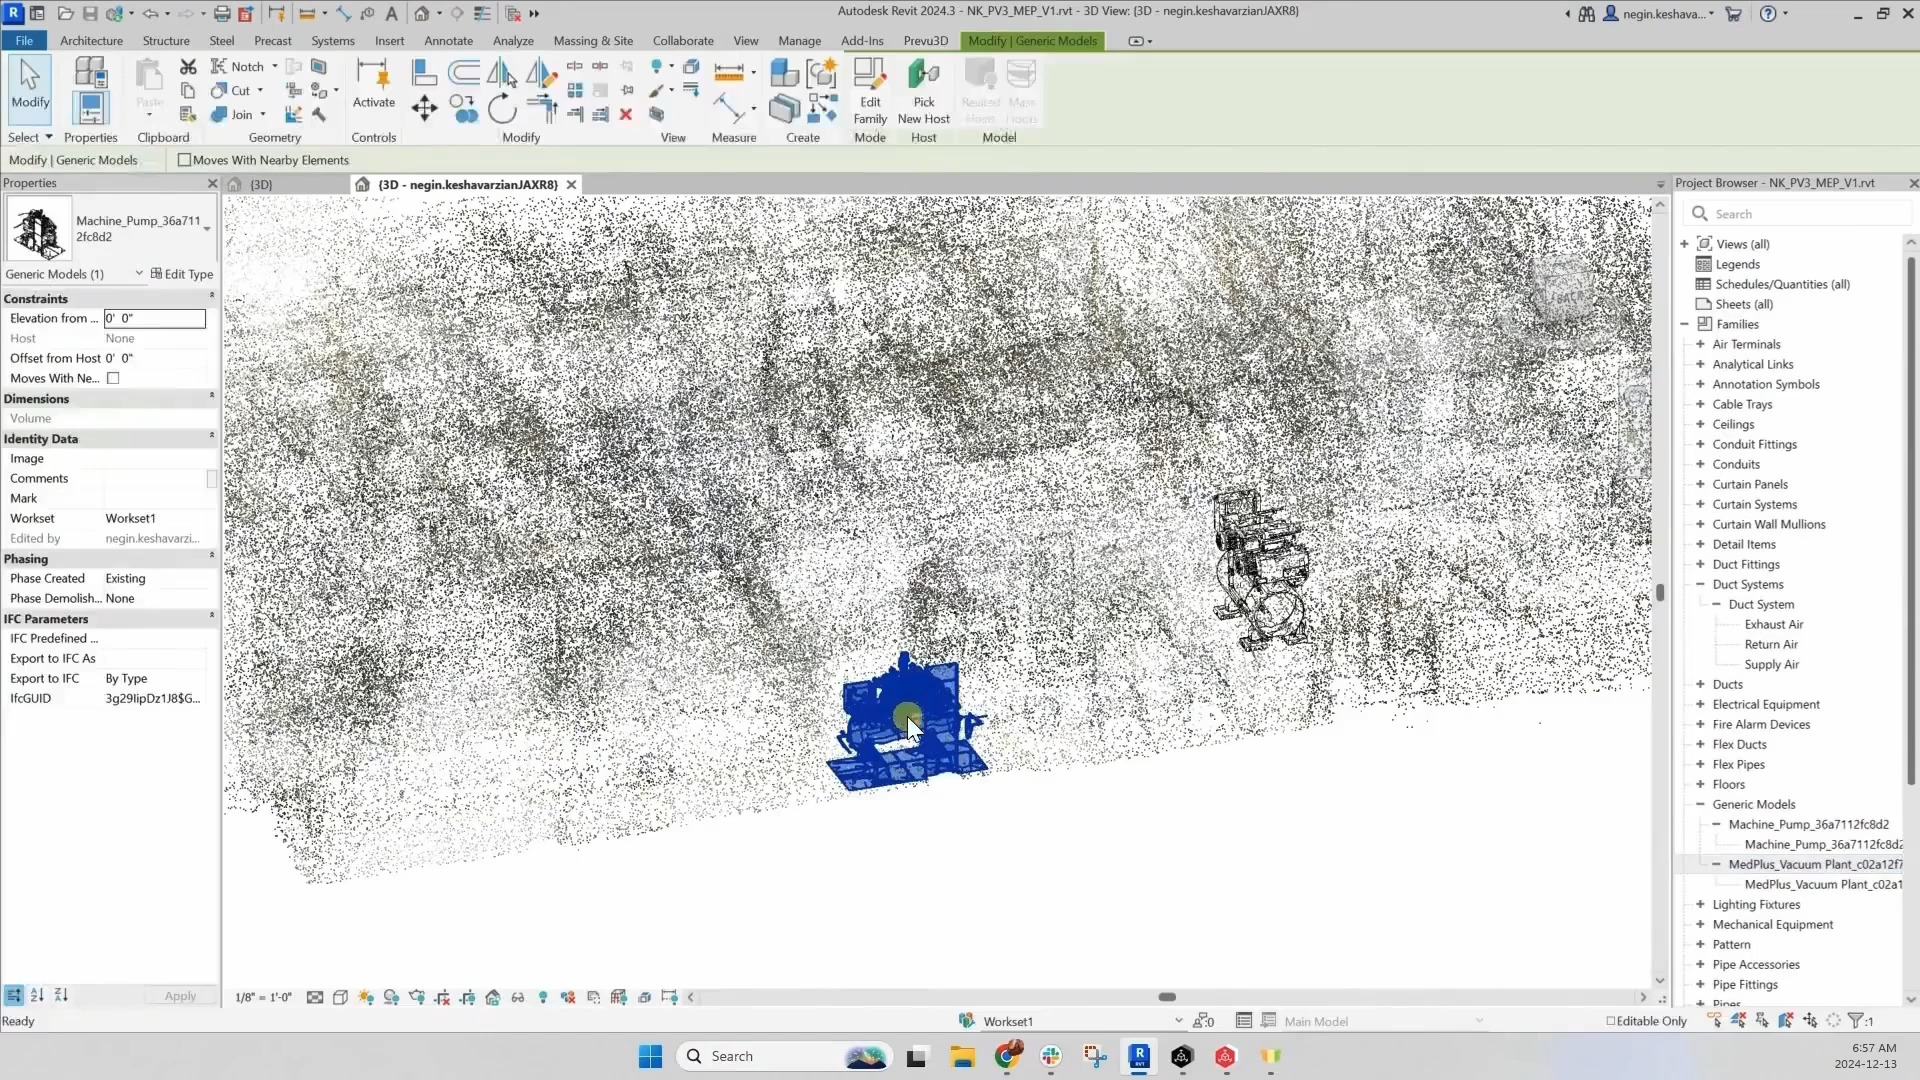 Autodesk Revit 2024.3 - NK_PV3_MEP_V1.rvt - 3D View: {3D - negin.keshavarzianJAXR8}
negin.keshava...
File
Architecture
Structure
Steel
Precast
Systems
Insert
Annotate
Analyze
Massing & Site
Collaborate
View
Manage
Add-Ins
Prevu3D
Modify | Generic Models
Modify
Properties
Paste
Notch
Cut
Join
Activate
Edit
Family
Pick
New Host
Select
Properties
Clipboard
Geometry
Controls
Modify
View
Measure
Create
Mode
Host
Model
Modify | Generic Models
Moves With Nearby Elements
Properties
{3D}
{3D - negin.keshavarzianJAXR8}
Project Browser - NK_PV3_MEP_V1.rvt
Machine_Pump_36a711
2fc8d2
Generic Models (1)
Edit Type
Constraints
Elevation from ... 0' 0"
Host None
Offset from Host 0' 0"
Moves With Ne...
Dimensions
Volume
Identity Data
Image
Comments
Mark
Workset Workset1
Edited by negin.keshavarzi...
Phasing
Phase Created Existing
Phase Demolish... None
IFC Parameters
IFC Predefined ...
Export to IFC As
Export to IFC By Type
IfcGUID 3g29IipDz1J8$G...
Apply
BACK
Search
Views (all)
Legends
Schedules/Quantities (all)
Sheets (all)
Families
Air Terminals
Analytical Links
Annotation Symbols
Cable Trays
Ceilings
Conduit Fittings
Conduits
Curtain Panels
Curtain Systems
Curtain Wall Mullions
Detail Items
Duct Fittings
Duct Systems
Duct System
Exhaust Air
Return Air
Supply Air
Ducts
Electrical Equipment
Fire Alarm Devices
Flex Ducts
Flex Pipes
Floors
Generic Models
Machine_Pump_36a7112fc8d2
Machine_Pump_36a7112fc8d2
MedPlus_Vacuum Plant_c02a12f7
MedPlus_Vacuum Plant_c02a1
Lighting Fixtures
Mechanical Equipment
Pattern
Pipe Accessories
Pipe Fittings
Pipes
1/8" = 1'-0"
Ready
Workset1
:0
Main Model
Editable Only
:1
Search
6:57 AM
2024-12-13